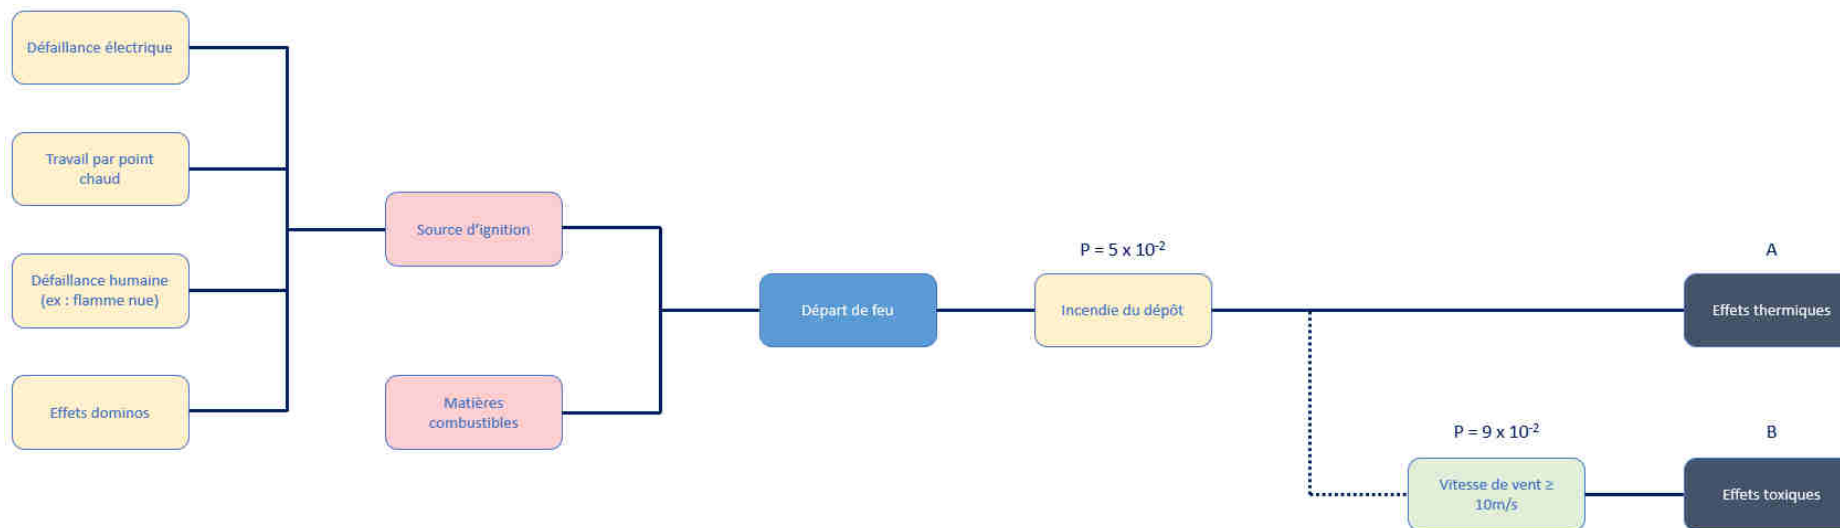 Défaillance électrique
Travail par point
chaud
Défaillance humaine
(ex : flamme nue)
Effets dominos
Source d'ignition
Matières
combustibles
Départ de feu
P = 5 x 10⁻²
Incendie du dépôt
A
Effets thermiques
P = 9 x 10⁻²
Vitesse de vent ≥
10m/s
B
Effets toxiques